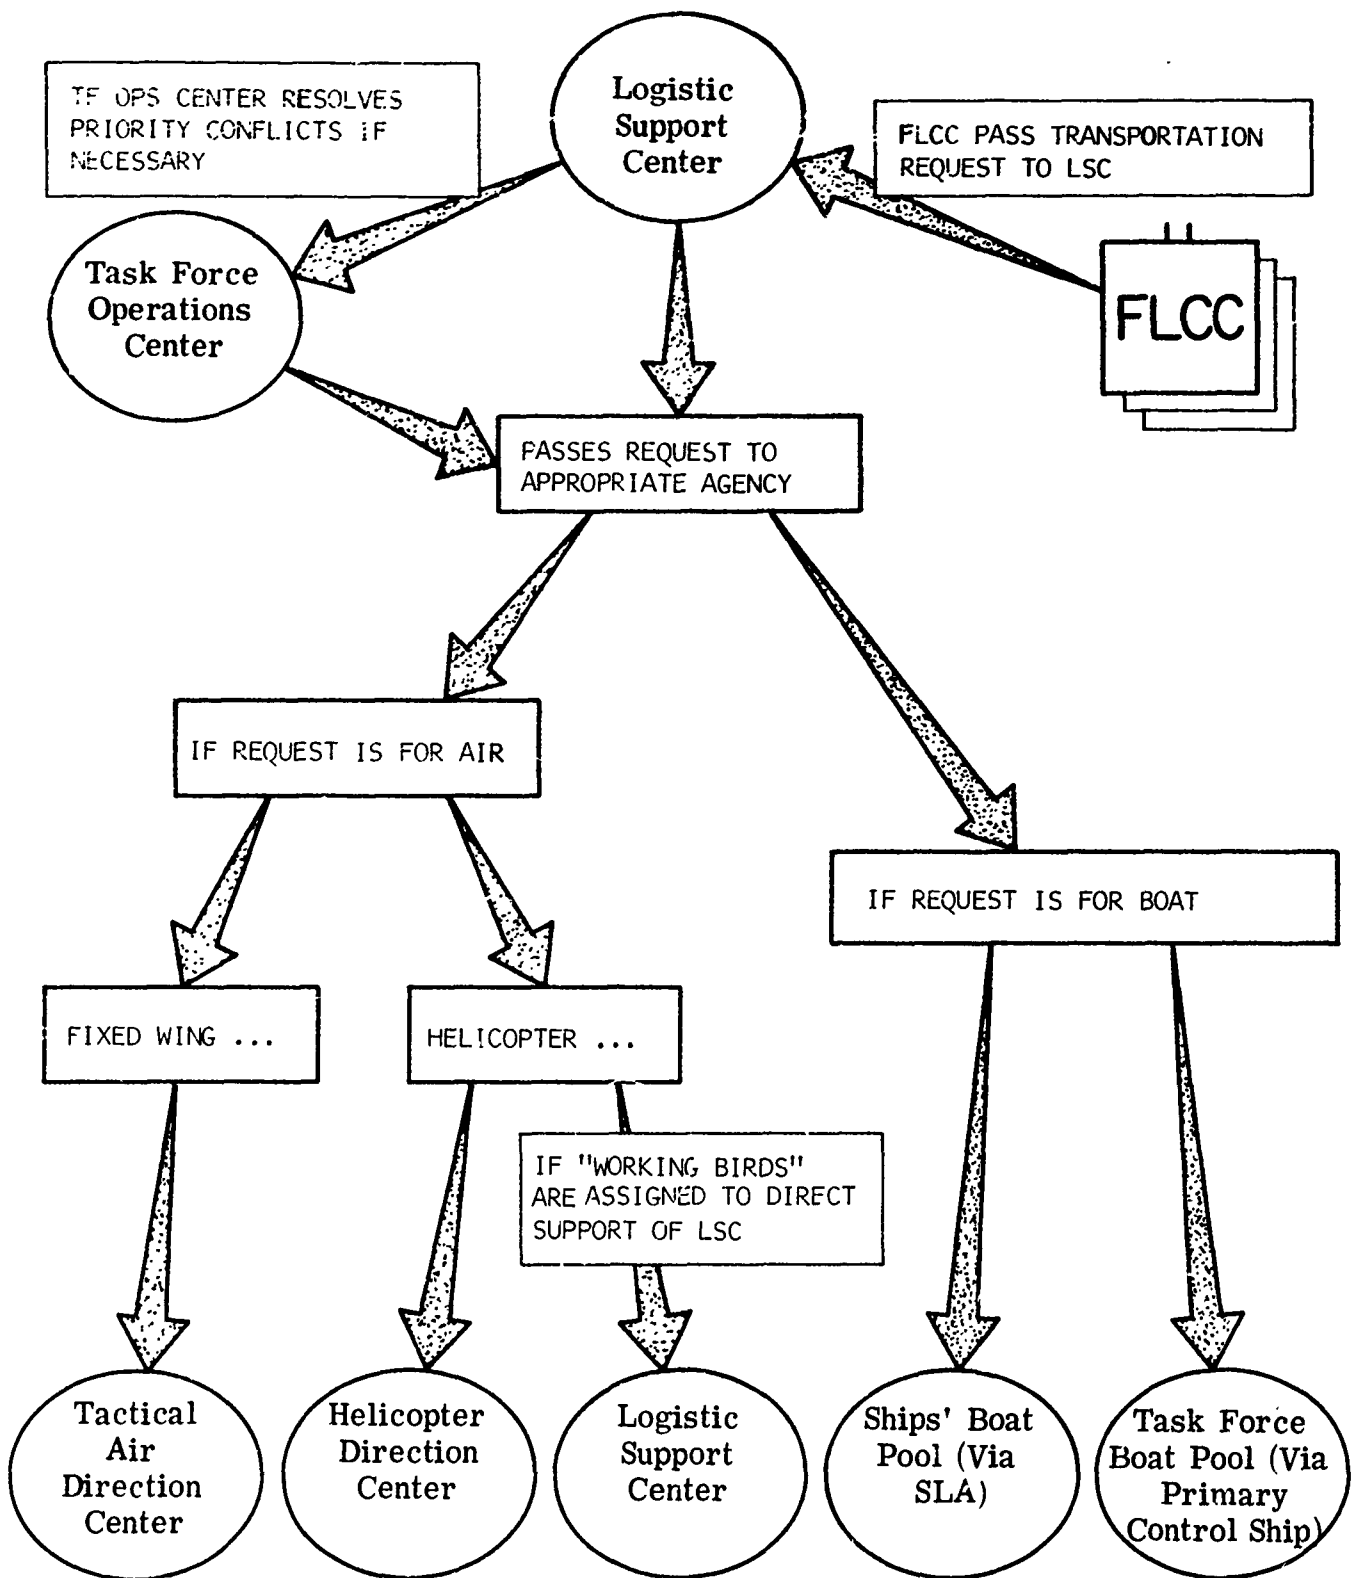 TF OPS CENTER RESOLVES
PRIORITY CONFLICTS IF
NECESSARY
Logistic
Support
Center
FLCC PASS TRANSPORTATION
REQUEST TO LSC
Task Force
Operations
Center
FLCC
PASSES REQUEST TO
APPROPRIATE AGENCY
IF REQUEST IS FOR AIR
IF REQUEST IS FOR BOAT
FIXED WING ...
HELICOPTER ...
IF "WORKING BIRDS"
ARE ASSIGNED TO DIRECT
SUPPORT OF LSC
Tactical
Air
Direction
Center
Helicopter
Direction
Center
Logistic
Support
Center
Ships' Boat
Pool (Via
SLA)
Task Force
Boat Pool (Via
Primary
Control Ship)